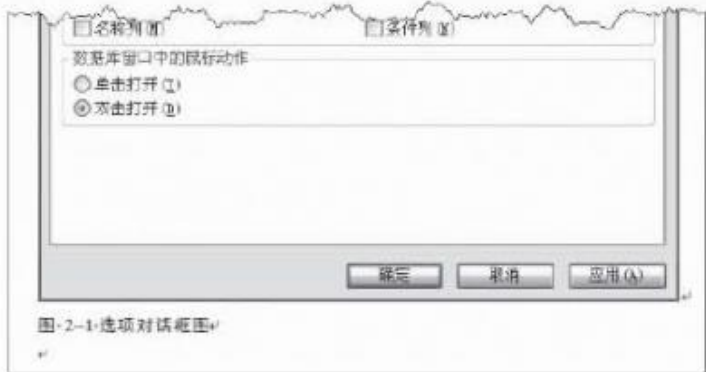 名称列(M)
条件列(N)
数据库窗口中的鼠标动作
单击打开(I)
双击打开(D)
确定
取消
应用(A)
图-2-1-选项对话框图